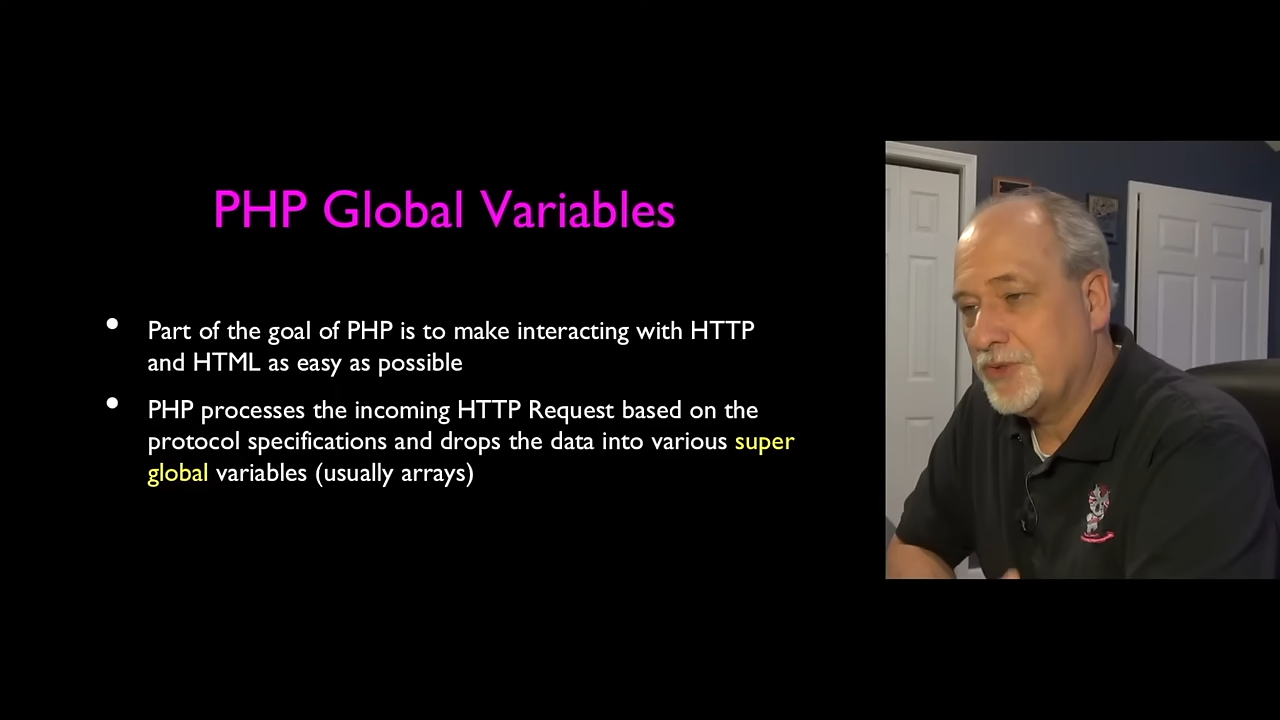 PHP Global Variables
• Part of the goal of PHP is to make interacting with HTTP
and HTML as easy as possible
• PHP processes the incoming HTTP Request based on the
protocol specifications and drops the data into various super
global variables (usually arrays)